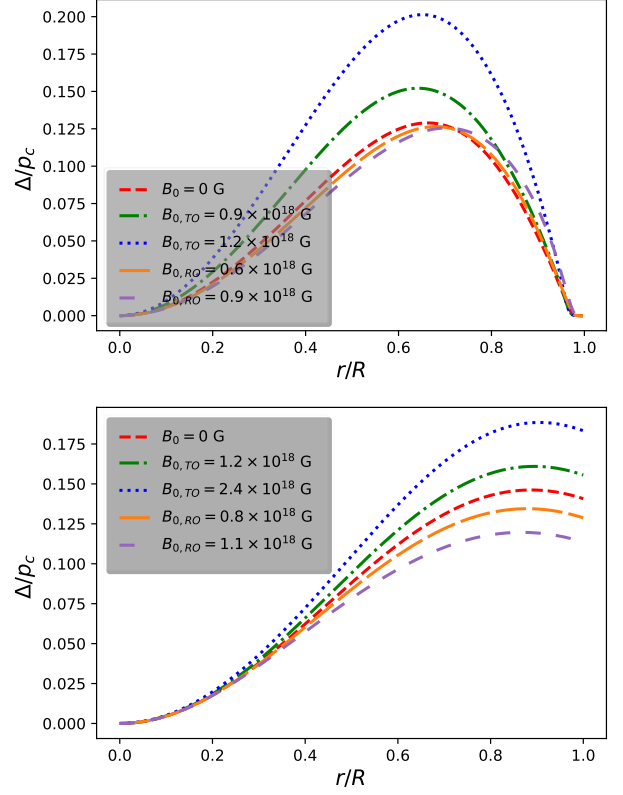 0.200
0.175
0.150
0.125
0.100
0.075
0.050
0.025
0.000
Δ/p_c
B_0 = 0 G
B_{0,TO} = 0.9 × 10^{18} G
B_{0,TO} = 1.2 × 10^{18} G
B_{0,RO} = 0.6 × 10^{18} G
B_{0,RO} = 0.9 × 10^{18} G
0.0 0.2 0.4 0.6 0.8 1.0
r/R
0.175
0.150
0.125
0.100
0.075
0.050
0.025
0.000
Δ/p_c
B_0 = 0 G
B_{0,TO} = 1.2 × 10^{18} G
B_{0,TO} = 2.4 × 10^{18} G
B_{0,RO} = 0.8 × 10^{18} G
B_{0,RO} = 1.1 × 10^{18} G
0.0 0.2 0.4 0.6 0.8 1.0
r/R